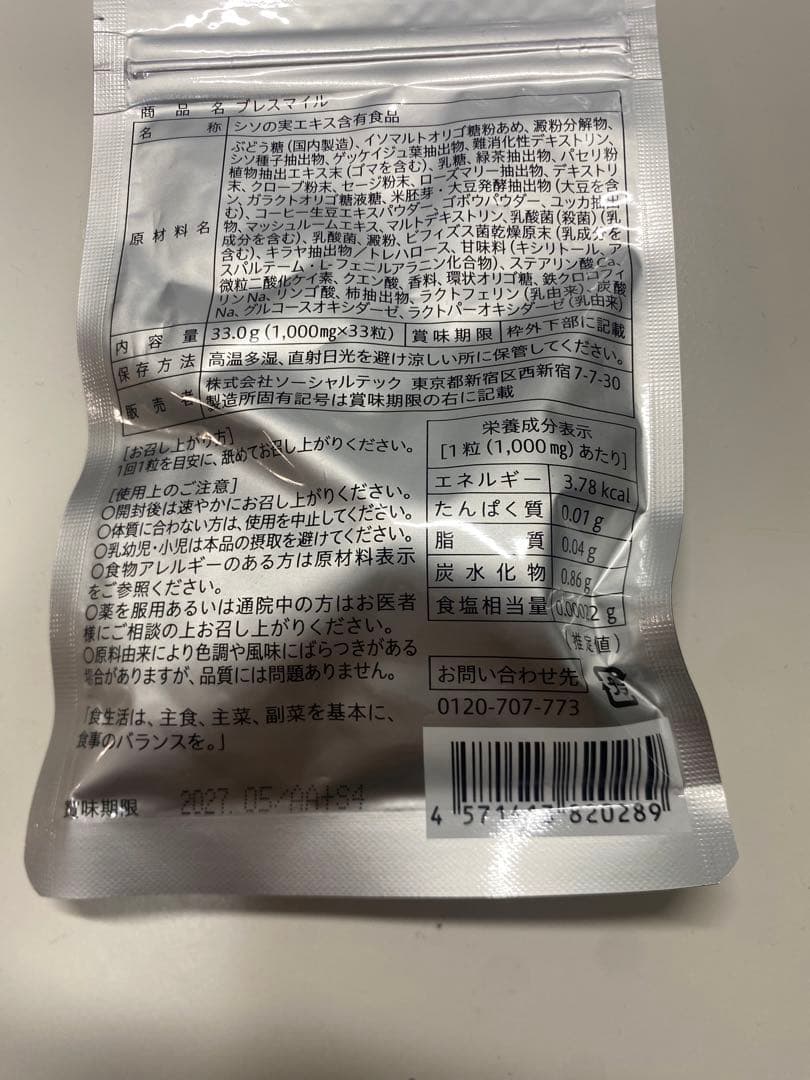 商品名 ブレスマイル
名称 シソの実エキス含有食品
原材料名
ぶどう糖(国内製造)、イソマルトオリゴ糖粉あめ、澱粉分解物、
シソ種子抽出物、ゲッケイジュ葉抽出物、難消化性デキストリン、
植物抽出エキス末(ゴマを含む)、乳糖、緑茶抽出物、パセリ粉
末、クローブ粉末、セージ粉末、ローズマリー抽出物、デキストリ
ン、ガラクトオリゴ糖液糖、米胚芽・大豆発酵抽出物(大豆を含
む)、コーヒー生豆エキスパウダー、ゴボウパウダー、ユッカ抽出
物、マッシュルームエキス、マルトデキストリン、乳酸菌(殺菌)(乳
成分を含む)、乳酸菌、澱粉、ビフィズス菌乾燥原末(乳成分を
含む)、キラヤ抽出物/トレハロース、甘味料(キシリトール、ア
スパルテーム・L-フェニルアラニン化合物)、ステアリン酸Ca、
微粒二酸化ケイ素、クエン酸、香料、環状オリゴ糖、鉄クロロフィ
リンNa、リンゴ酸、柿抽出物、ラクトフェリン(乳由来)、炭酸
Na、グルコースオキシダーゼ、ラクトパーオキシダーゼ(乳由来)
内容量 33.0g(1,000mg×33粒) 賞味期限 枠外下部に記載
保存方法 高温多湿、直射日光を避け涼しい所に保管してください。
販売者 株式会社ソーシャルテック 東京都新宿区西新宿7-7-30
製造所固有記号は賞味期限の右に記載
[お召し上がり方]
1回1粒を目安に、舐めてお召し上がりください。
[使用上のご注意]
○開封後は速やかにお召し上がりください。
○体質に合わない方は、使用を中止してください。
○乳幼児・小児は本品の摂取を避けてください。
○食物アレルギーのある方は原材料表示
をご参照ください。
○薬を服用あるいは通院中の方はお医者
様にご相談の上お召し上がりください。
○原料由来により色調や風味にばらつきがある
場合がありますが、品質には問題ありません。
「食生活は、主食、主菜、副菜を基本に、
食事のバランスを。」
栄養成分表示
[1粒(1,000mg)あたり]
エネルギー 3.78kcal
たんぱく質 0.01g
脂質 0.04g
炭水化物 0.86g
食塩相当量 0.00022g
(推定値)
お問い合わせ先
0120-707-773
賞味期限 2027.05/AA+S4
4 820289